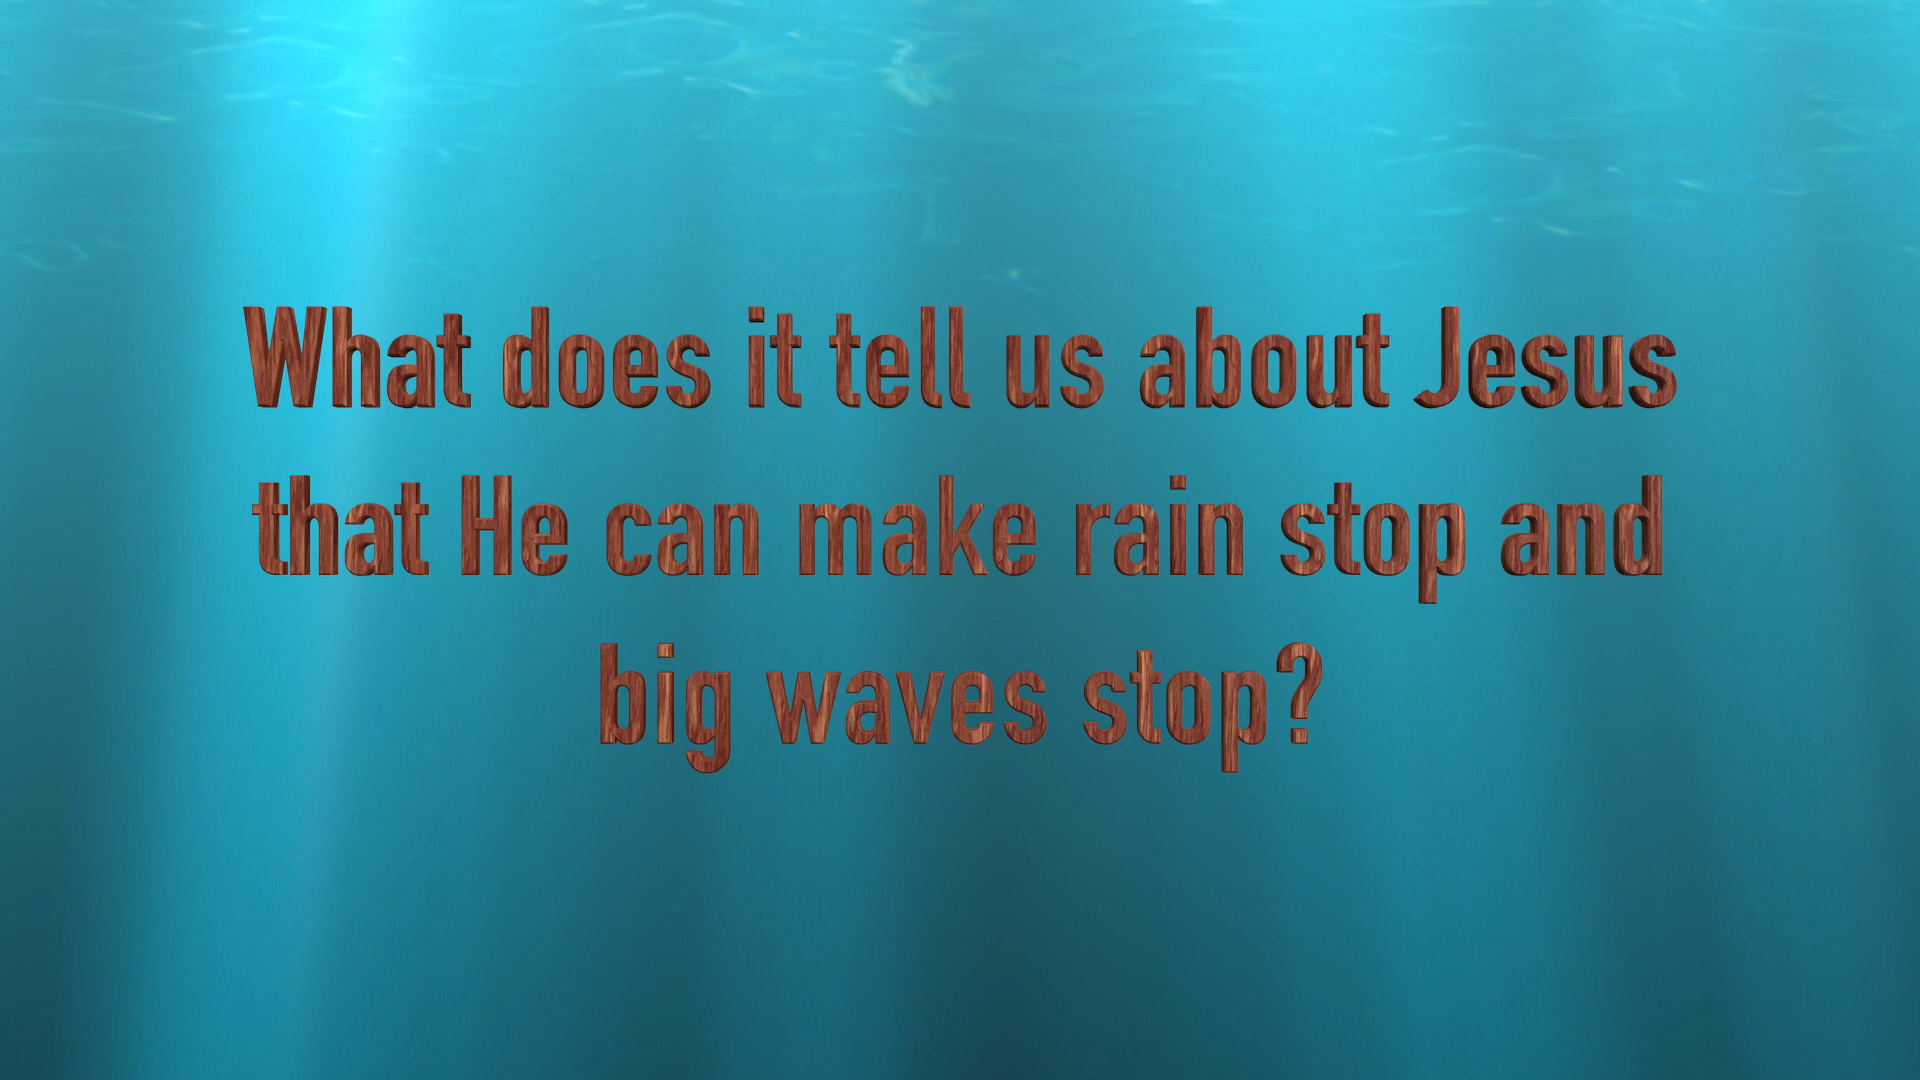 What does it tell us about Jesus
that He can make rain stop and
big waves stop?